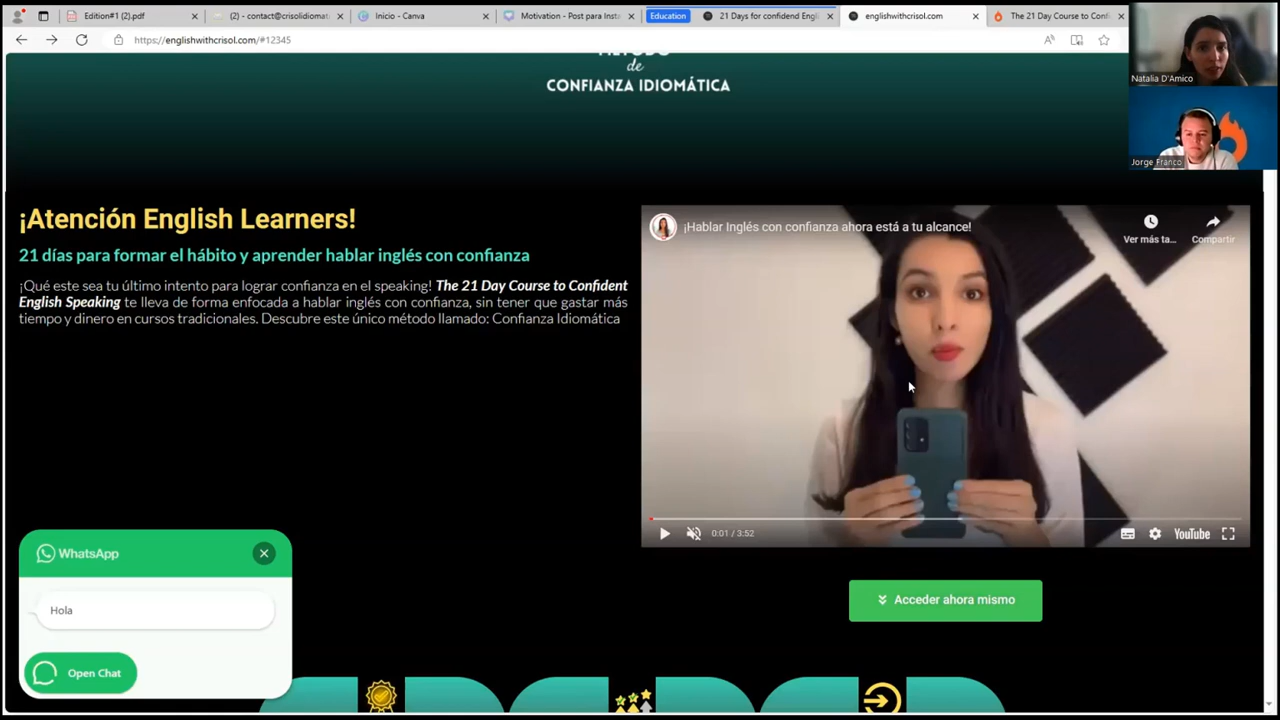 Edition#1 (2).pdf
(2) - contact@crisolidiomat
Inicio - Canva
Motivation - Post para Insta
Education
21 Days for confidend Engli
englishwithcrisol.com
The 21 Day Course to Confi
https://englishwithcrisol.com/#12345
MÉTODO
de
CONFIANZA IDIOMÁTICA
Natalia D'Amico
Jorge Franco
¡Atención English Learners!
21 días para formar el hábito y aprender hablar inglés con confianza
¡Qué este sea tu último intento para lograr confianza en el speaking! The 21 Day Course to Confident
English Speaking te lleva de forma enfocada a hablar inglés con confianza, sin tener que gastar más
tiempo y dinero en cursos tradicionales. Descubre este único método llamado: Confianza Idiomática
¡Hablar Inglés con confianza ahora está a tu alcance!
Ver más ta...
Compartir
0:01 / 3:52
YouTube
Acceder ahora mismo
WhatsApp
Hola
Open Chat